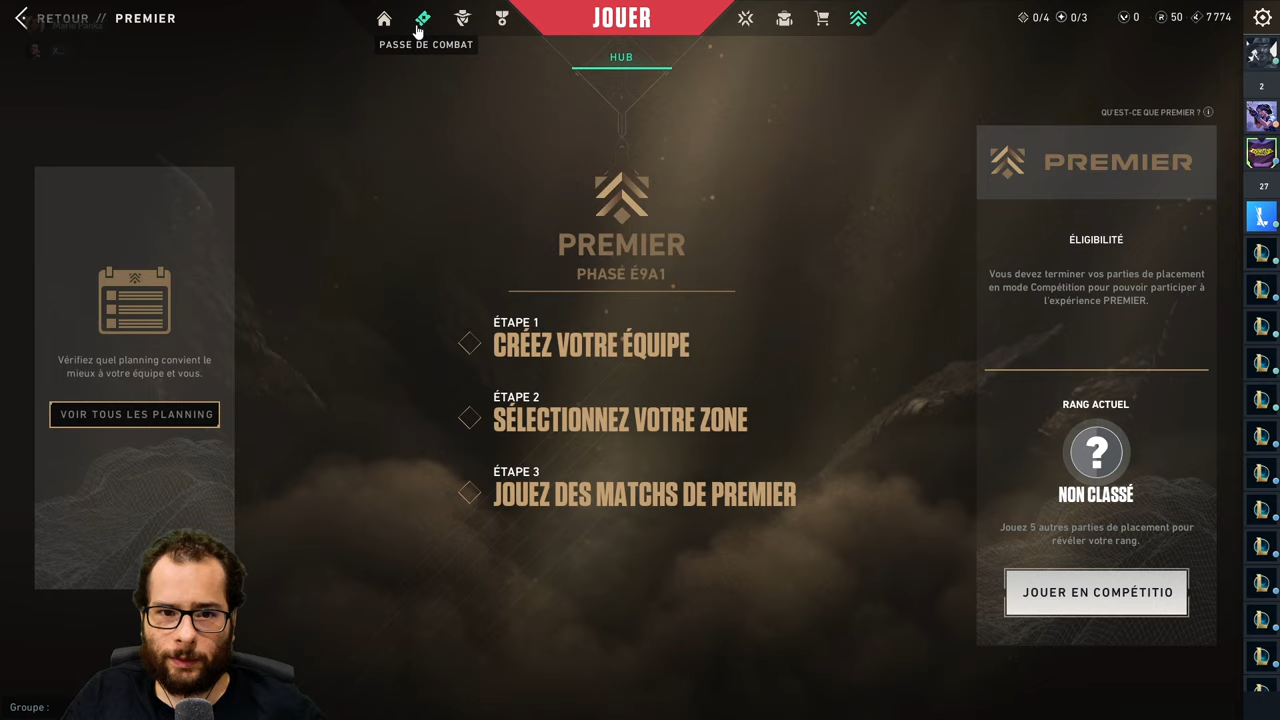 RETOUR // PREMIER
JOUER
0/4 0/3 0 50 7 774
PASSE DE COMBAT
HUB
2
27
QU'EST-CE QUE PREMIER ?
PREMIER
ÉLIGIBILITÉ
Vous devez terminer vos parties de placement
en mode Compétition pour pouvoir participer à
l'expérience PREMIER.
RANG ACTUEL
?
NON CLASSÉ
Jouez 5 autres parties de placement pour
révéler votre rang.
JOUER EN COMPÉTITIO
PREMIER
PHASE É9A1
ÉTAPE 1
CRÉEZ VOTRE ÉQUIPE
ÉTAPE 2
SÉLECTIONNEZ VOTRE ZONE
ÉTAPE 3
JOUEZ DES MATCHS DE PREMIER
Vérifiez quel planning convient le
mieux à votre équipe et vous.
VOIR TOUS LES PLANNING
Groupe :